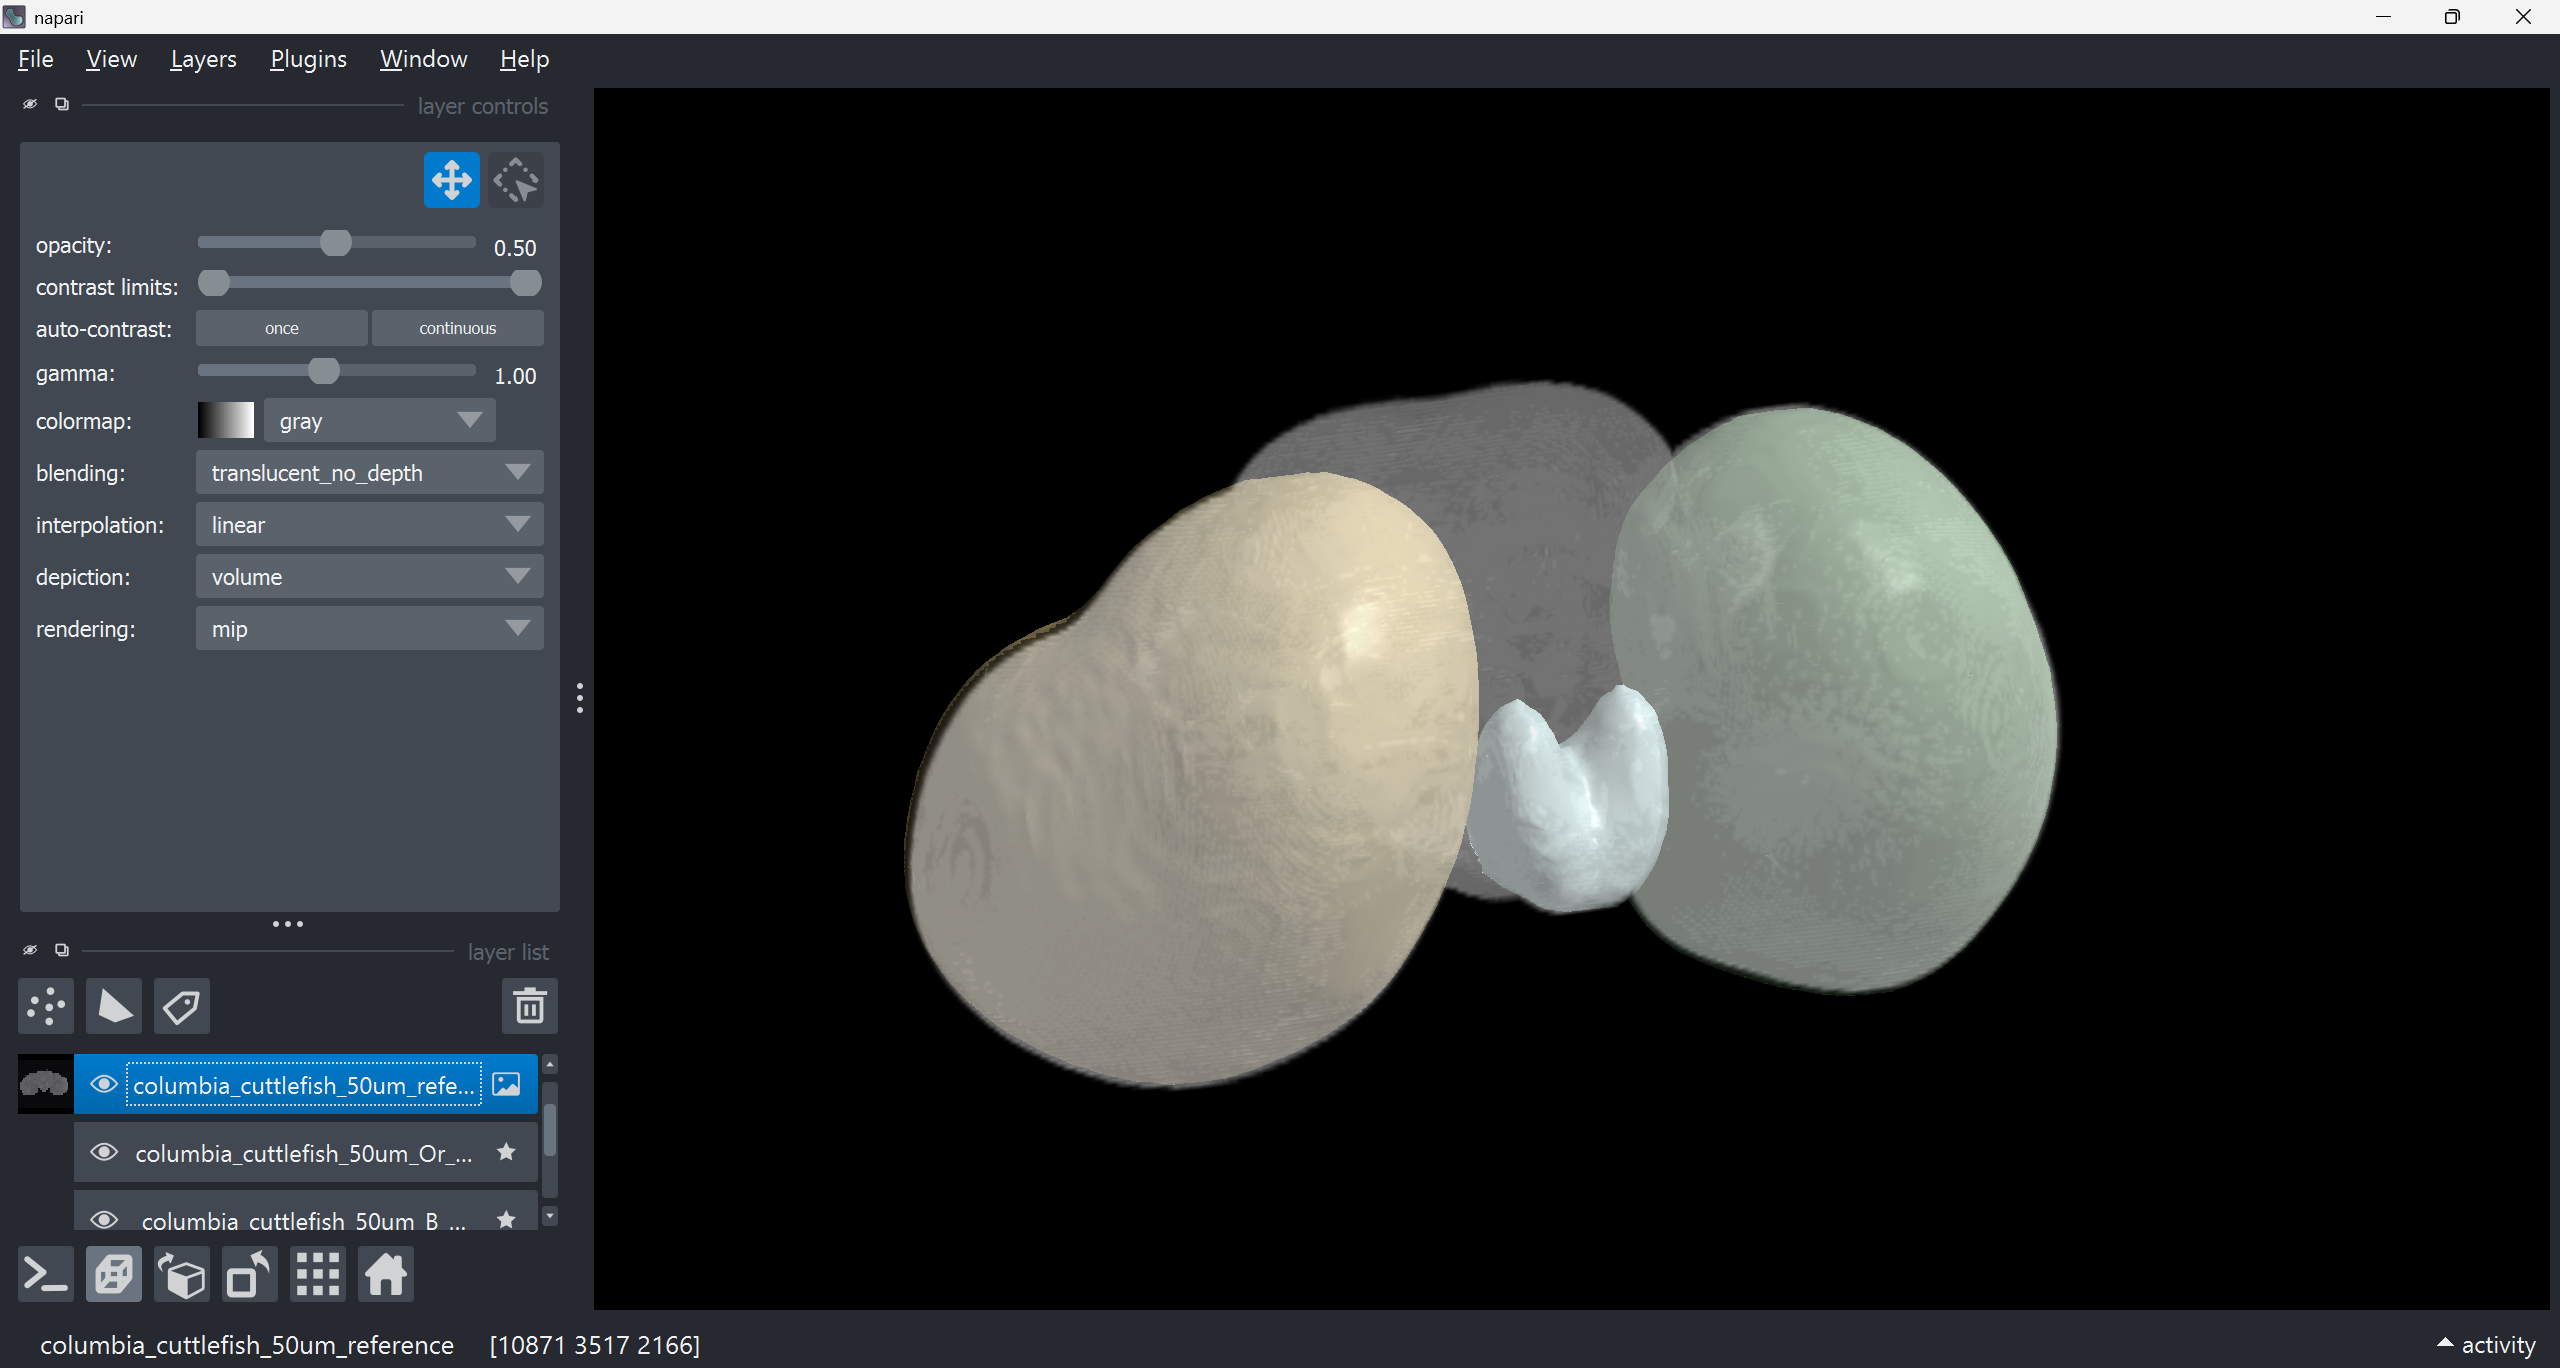 napari
File View Layers Plugins Window Help
layer controls
opacity: 0.50
contrast limits:
auto-contrast: once continuous
gamma: 1.00
colormap: gray
blending: translucent_no_depth
interpolation: linear
depiction: volume
rendering: mip
layer list
columbia_cuttlefish_50um_refe...
columbia_cuttlefish_50um_Or_...
columbia_cuttlefish_50um_B_...
columbia_cuttlefish_50um_reference [10871 3517 2166]
activity